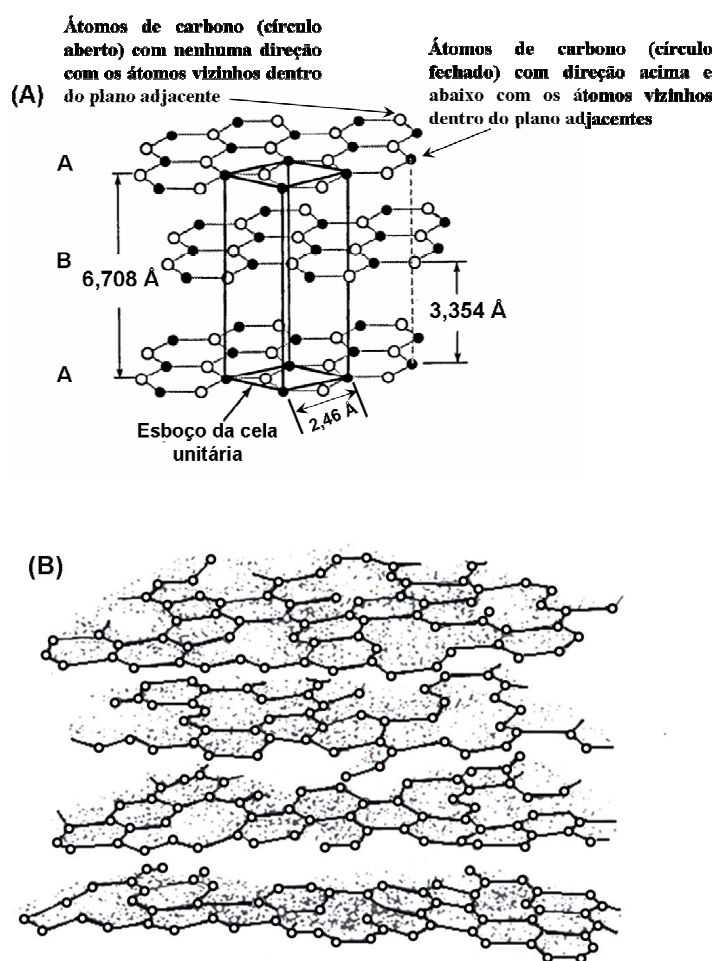 Átomos de carbono (círculo
aberto) com nenhuma direção
com os átomos vizinhos dentro
do plano adjacente
Átomos de carbono (círculo
fechado) com direção acima e
abaixo com os átomos vizinhos
dentro do plano adjacentes
(A)
A
B
6,708 Å
3,354 Å
A
2,46 Å
Esboço da cela
unitária
(B)